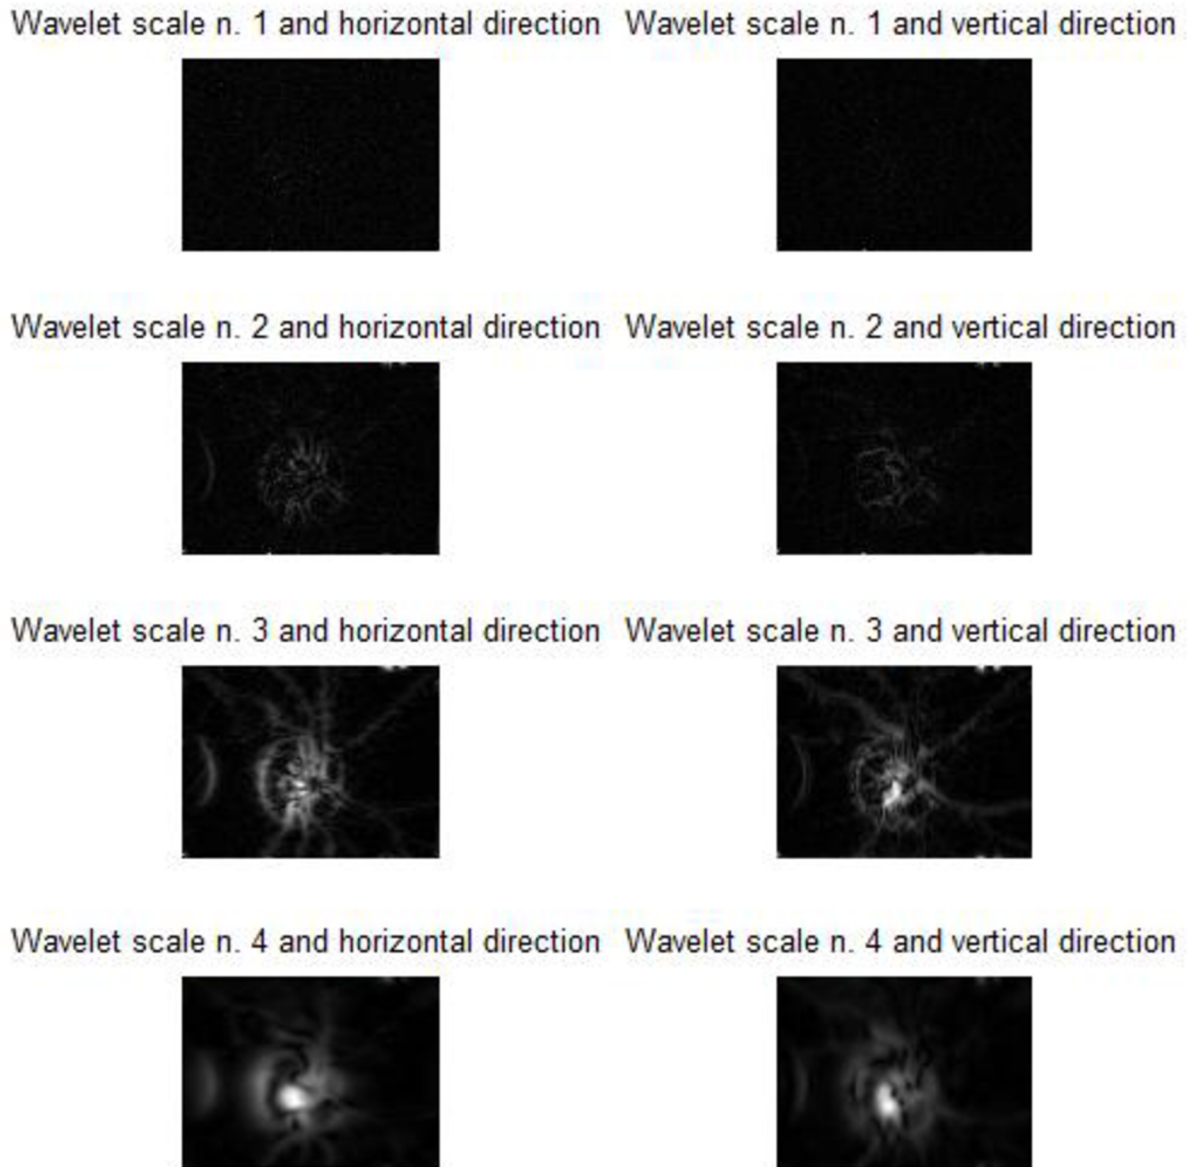 Wavelet scale n. 1 and horizontal direction
Wavelet scale n. 1 and vertical direction
Wavelet scale n. 2 and horizontal direction
Wavelet scale n. 2 and vertical direction
Wavelet scale n. 3 and horizontal direction
Wavelet scale n. 3 and vertical direction
Wavelet scale n. 4 and horizontal direction
Wavelet scale n. 4 and vertical direction